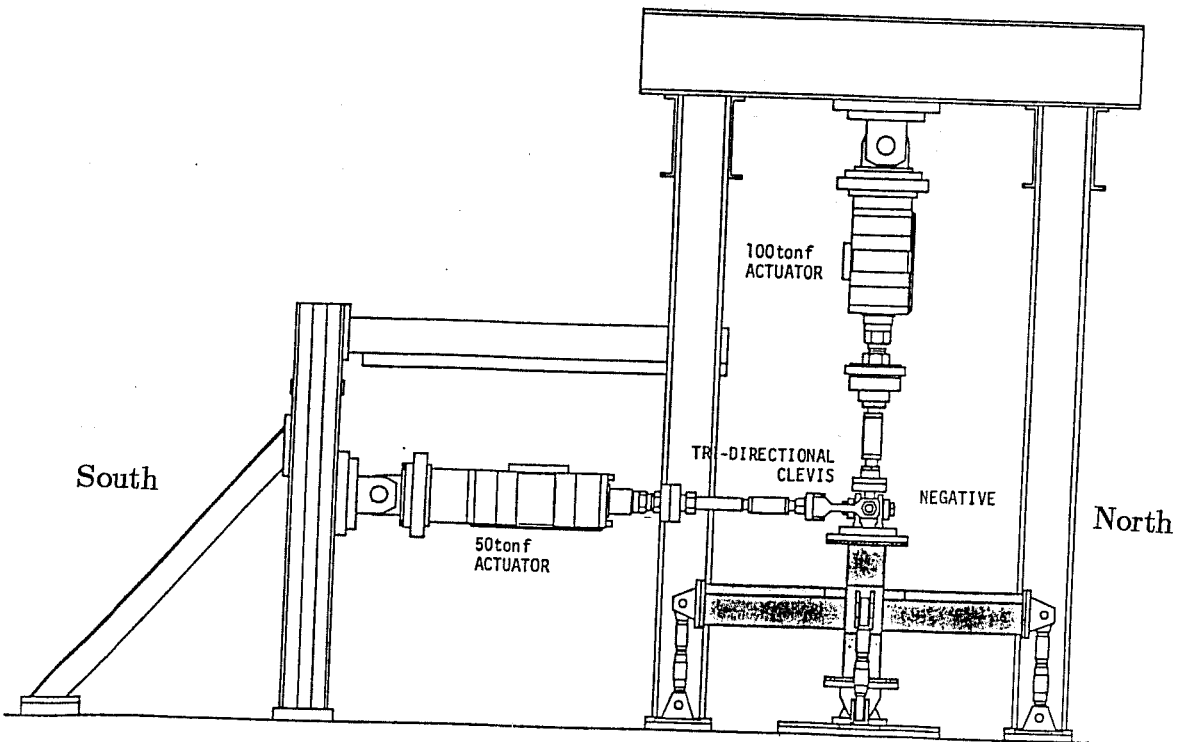 100tonf
ACTUATOR
South
TRI-DIRECTIONAL
CLEVIS
NEGATIVE
North
50tonf
ACTUATOR